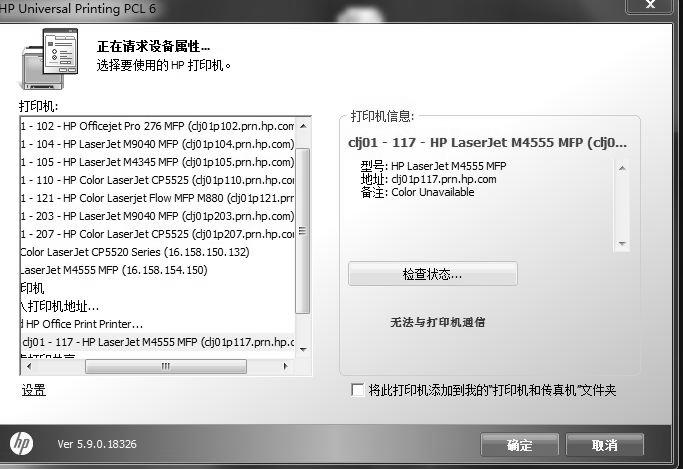 HP Universal Printing PCL 6
正在请求设备属性...
选择要使用的 HP 打印机。
打印机:
1 - 102 - HP Officejet Pro 276 MFP (clj01p102.prn.hp.com
1 - 104 - HP LaserJet M9040 MFP (clj01p104.prn.hp.com)
1 - 105 - HP LaserJet M4345 MFP (clj01p105.prn.hp.com)
1 - 110 - HP Color LaserJet CP5525 (clj01p110.prn.hp.com
1 - 121 - HP Color Laserjet Flow MFP M880 (clj01p121.prn
1 - 203 - HP LaserJet M9040 MFP (clj01p203.prn.hp.com)
1 - 207 - HP Color LaserJet CP5525 (clj01p207.prn.hp.com
Color LaserJet CP5520 Series (16.158.150.132)
LaserJet M4555 MFP (16.158.154.150)
印机
入打印机地址...
d HP Office Print Printer...
clj01 - 117 - HP LaserJet M4555 MFP (clj01p117.prn.hp.c
设置
打印机信息:
clj01 - 117 - HP LaserJet M4555 MFP (clj0...
型号: HP LaserJet M4555 MFP
地址: clj01p117.prn.hp.com
备注: Color Unavailable
检查状态...
无法与打印机通信
将此打印机添加到我的"打印机和传真机"文件夹
hp
Ver 5.9.0.18326
确定
取消